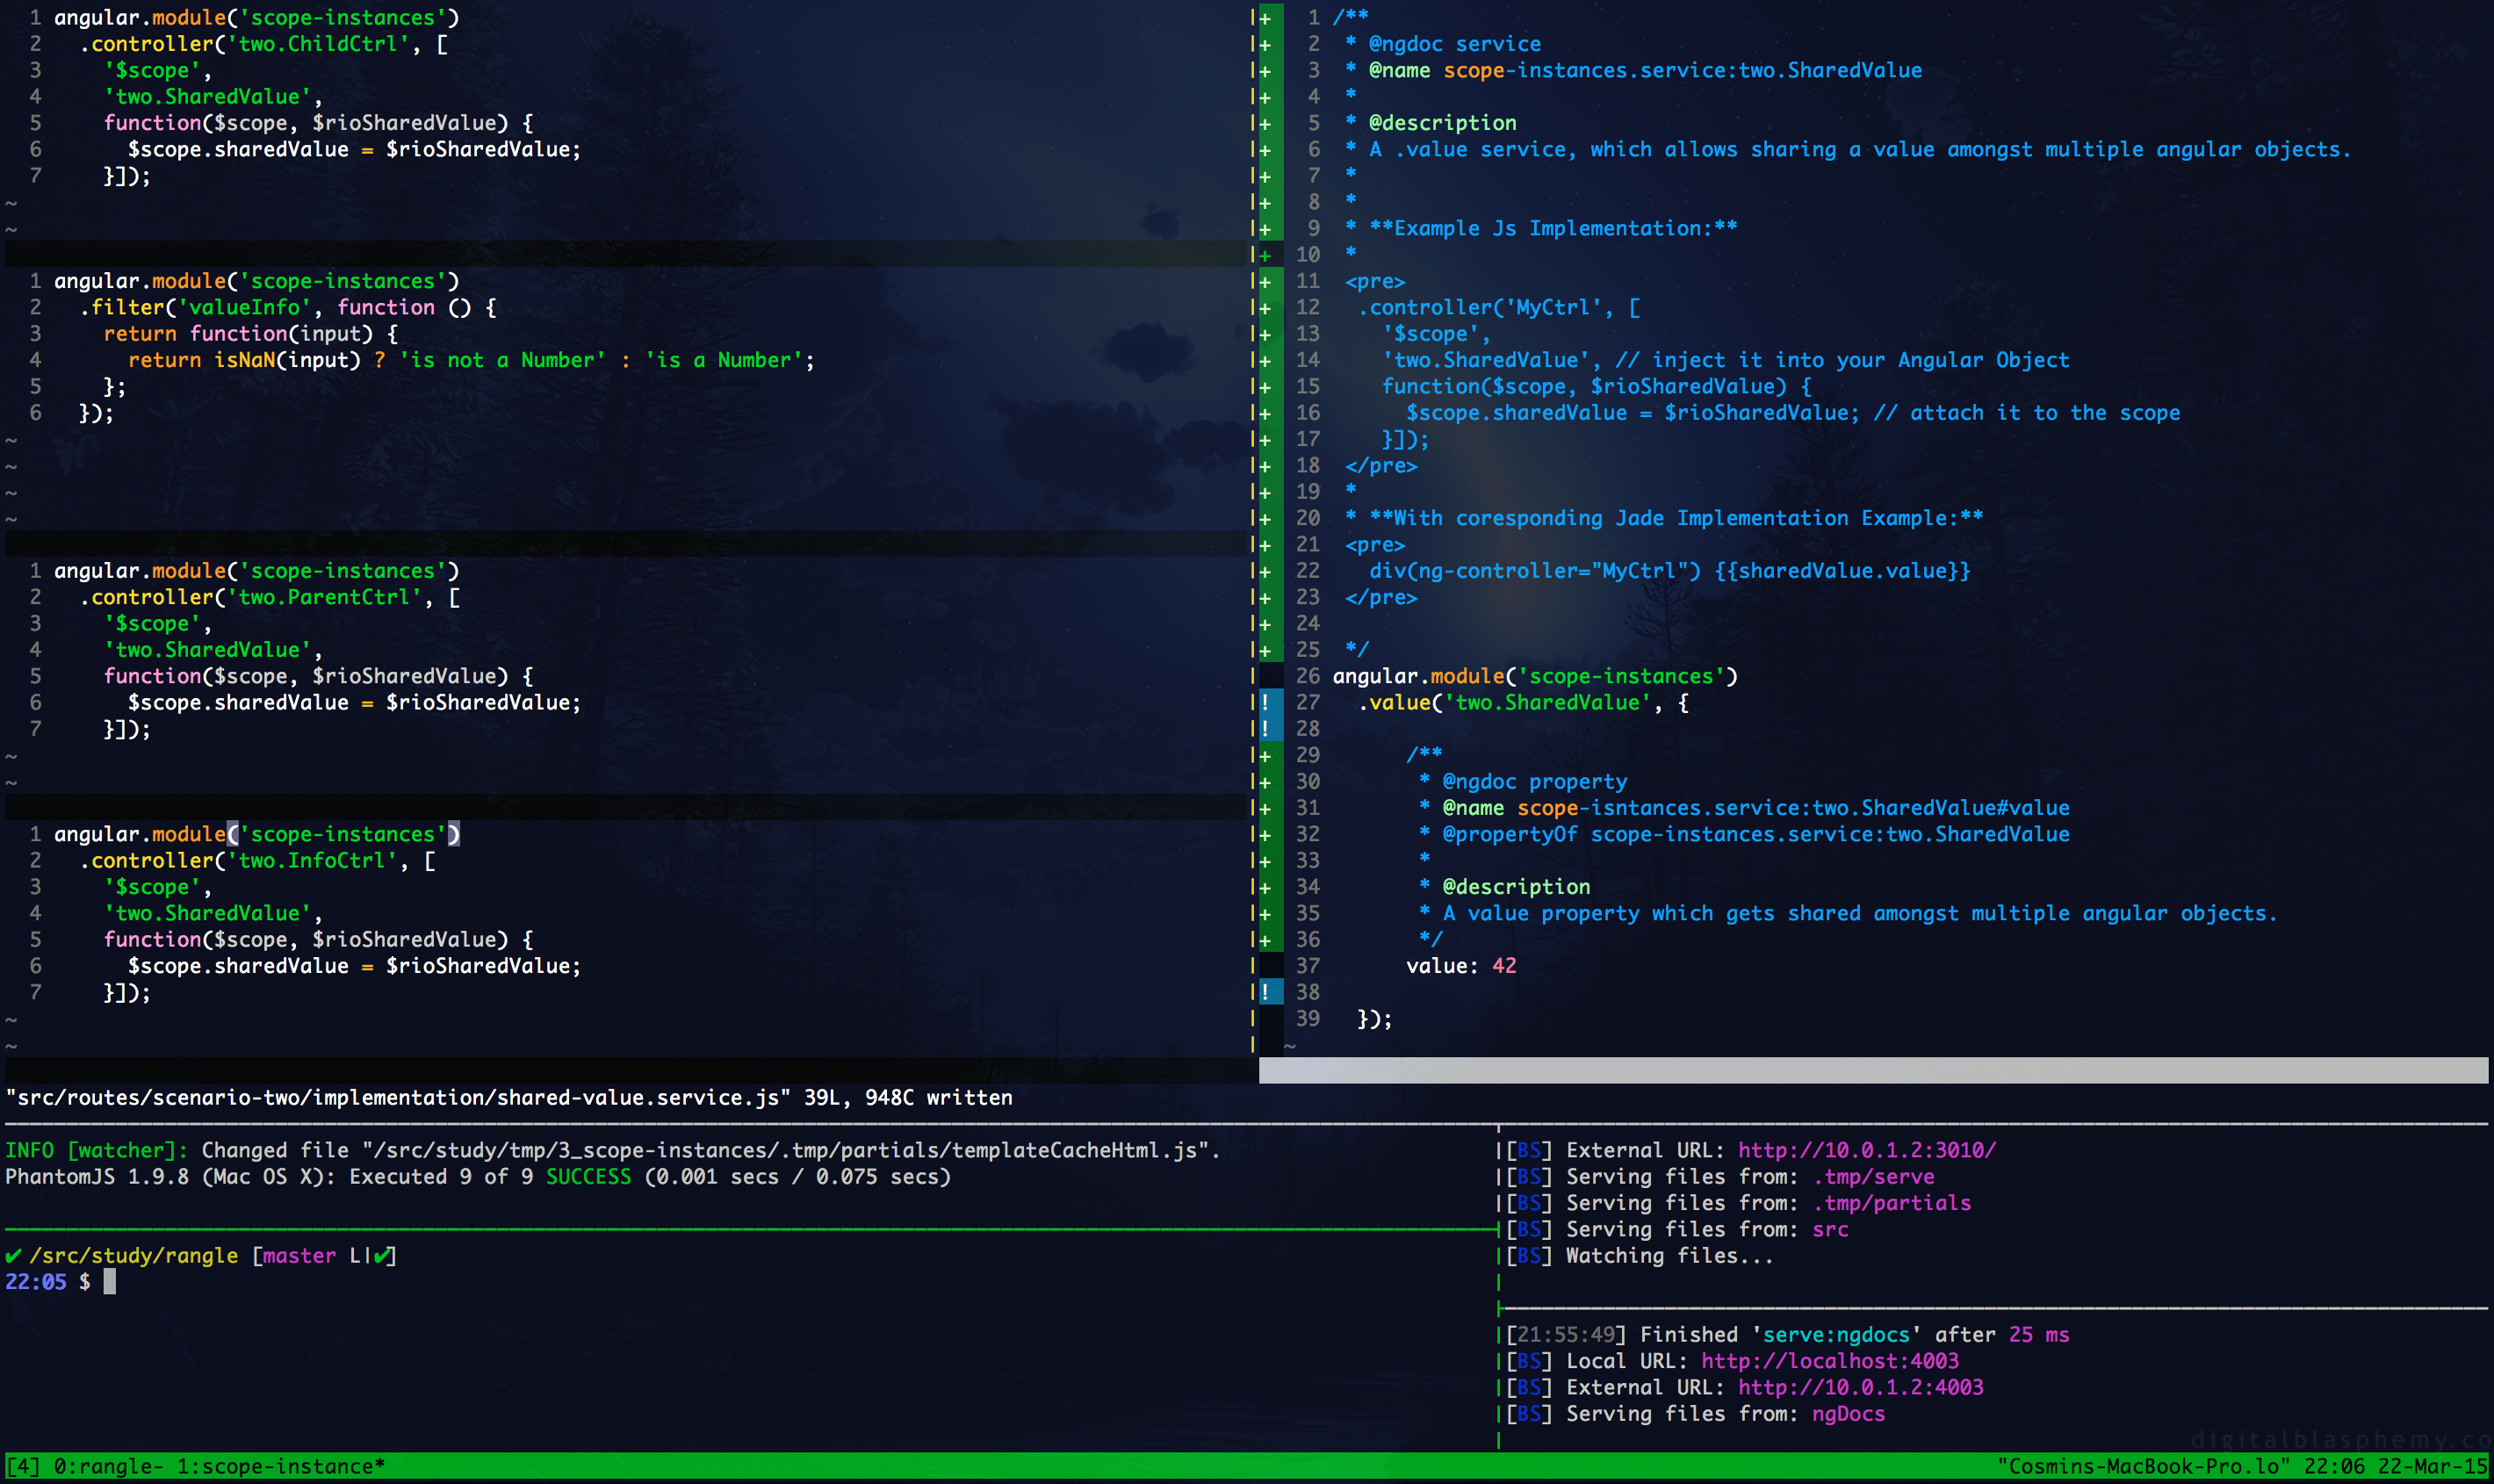 1 angular.module('scope-instances')
2 .controller('two.ChildCtrl', [
3 '$scope',
4 'two.SharedValue',
5 function($scope, $rioSharedValue) {
6 $scope.sharedValue = $rioSharedValue;
7 }]);
~
~
1 angular.module('scope-instances')
2 .filter('valueInfo', function () {
3 return function(input) {
4 return isNaN(input) ? 'is not a Number' : 'is a Number';
5 };
6 });
~
~
~
~
1 angular.module('scope-instances')
2 .controller('two.ParentCtrl', [
3 '$scope',
4 'two.SharedValue',
5 function($scope, $rioSharedValue) {
6 $scope.sharedValue = $rioSharedValue;
7 }]);
~
~
1 angular.module('scope-instances')
2 .controller('two.InfoCtrl', [
3 '$scope',
4 'two.SharedValue',
5 function($scope, $rioSharedValue) {
6 $scope.sharedValue = $rioSharedValue;
7 }]);
~
~
+ 1 /**
+ 2 * @ngdoc service
+ 3 * @name scope-instances.service:two.SharedValue
+ 4 *
+ 5 * @description
+ 6 * A .value service, which allows sharing a value amongst multiple angular objects.
+ 7 *
+ 8 *
+ 9 * **Example Js Implementation:**
+ 10 *
+ 11 <pre>
+ 12 .controller('MyCtrl', [
+ 13 '$scope',
+ 14 'two.SharedValue', // inject it into your Angular Object
+ 15 function($scope, $rioSharedValue) {
+ 16 $scope.sharedValue = $rioSharedValue; // attach it to the scope
+ 17 }]);
+ 18 </pre>
+ 19 *
+ 20 * **With coresponding Jade Implementation Example:**
+ 21 <pre>
+ 22 div(ng-controller="MyCtrl") {{sharedValue.value}}
+ 23 </pre>
+ 24
+ 25 */
26 angular.module('scope-instances')
! 27 .value('two.SharedValue', {
! 28
+ 29 /**
+ 30 * @ngdoc property
+ 31 * @name scope-isntances.service:two.SharedValue#value
+ 32 * @propertyOf scope-instances.service:two.SharedValue
+ 33 *
+ 34 * @description
+ 35 * A value property which gets shared amongst multiple angular objects.
+ 36 */
37 value: 42
! 38
39 });
~
"src/routes/scenario-two/implementation/shared-value.service.js" 39L, 948C written
INFO [watcher]: Changed file "/src/study/tmp/3_scope-instances/.tmp/partials/templateCacheHtml.js".
PhantomJS 1.9.8 (Mac OS X): Executed 9 of 9 SUCCESS (0.001 secs / 0.075 secs)
✔ /src/study/rangle [master L|✔]
22:05 $
[BS] External URL: http://10.0.1.2:3010/
[BS] Serving files from: .tmp/serve
[BS] Serving files from: .tmp/partials
[BS] Serving files from: src
[BS] Watching files...
[21:55:49] Finished 'serve:ngdocs' after 25 ms
[BS] Local URL: http://localhost:4003
[BS] External URL: http://10.0.1.2:4003
[BS] Serving files from: ngDocs
digitalblasphemy.co
[4] 0:rangle- 1:scope-instance* "Cosmins-MacBook-Pro.lo" 22:06 22-Mar-15